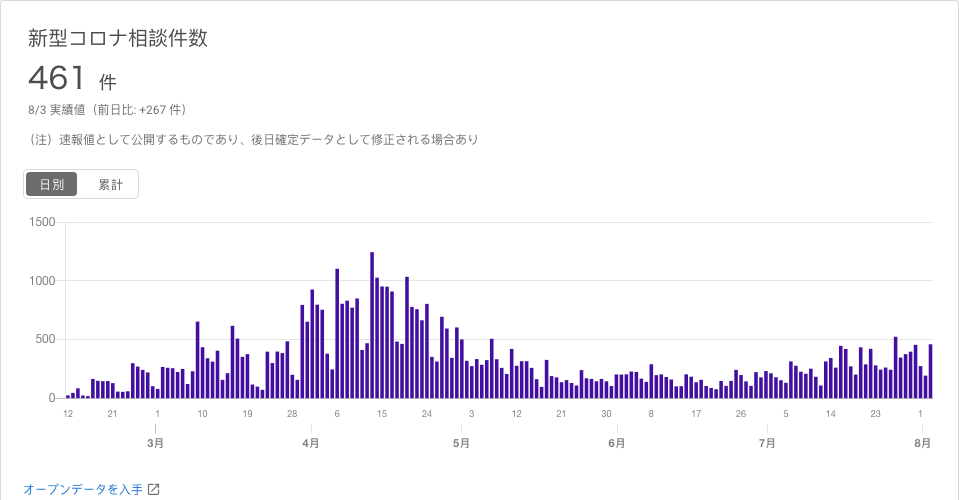 新型コロナ相談件数
461 件
8/3 実績値（前日比: +267 件）
（注）速報値として公開するものであり、後日確定データとして修正される場合あり
日別 累計
1500
1000
500
0
12 21 1 10 19 28 6 15 24 3 12 21 30 8 17 26 5 14 23 1
3月 4月 5月 6月 7月 8月
オープンデータを入手